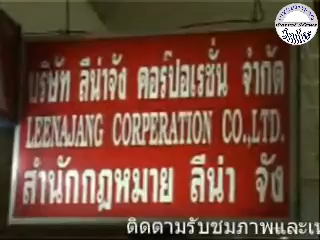 บริษัท ลีน่าจัง คอร์ปอเรชั่น จำกัด
LEENAJANG CORPERATION CO.,LTD.
สำนักกฎหมาย ลีน่า จัง
ติดตามรับชมภาพและ